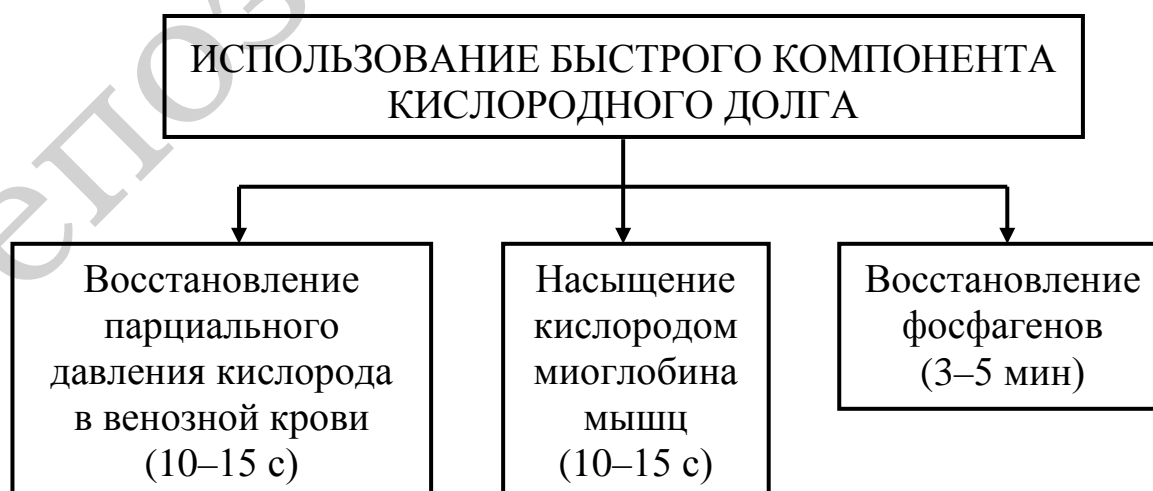 ИСПОЛЬЗОВАНИЕ БЫСТРОГО КОМПОНЕНТА
КИСЛОРОДНОГО ДОЛГА
Восстановление
парциального
давления кислорода
в венозной крови
(10–15 с)
Насыщение
кислородом
миоглобина
мышц
(10–15 с)
Восстановление
фосфагенов
(3–5 мин)